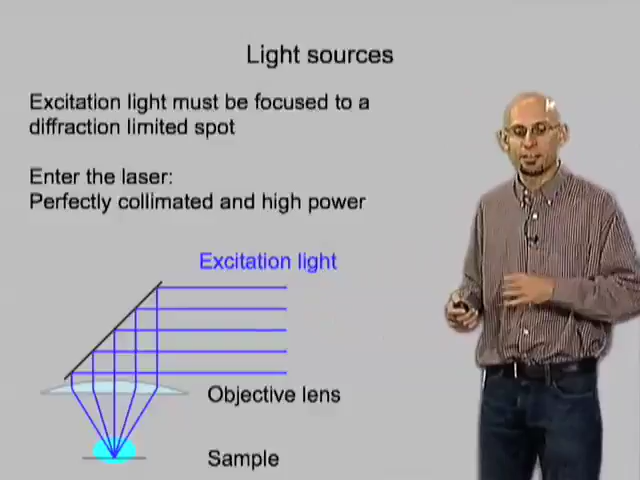 Light sources
Excitation light must be focused to a
diffraction limited spot
Enter the laser:
Perfectly collimated and high power
Excitation light
Objective lens
Sample